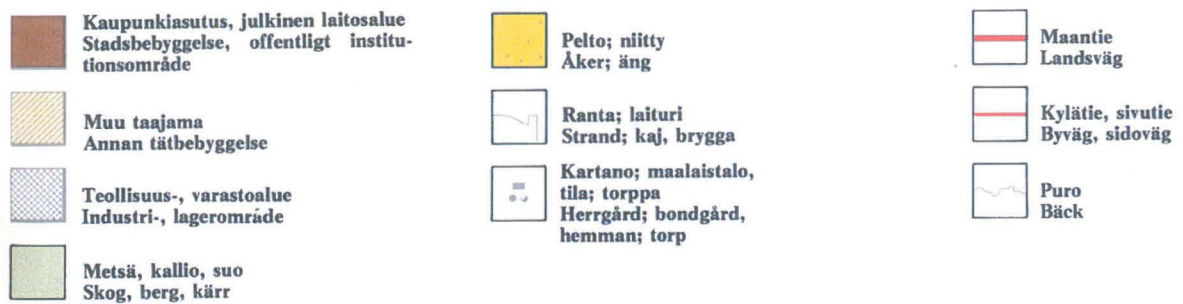 Kaupunkiasutus, julkinen laitosalue
Stadsbebyggelse, offentligt institu-
tionsområde
Muu taajama
Annan tätbebyggelse
Teollisuus-, varastoalue
Industri-, lagerområde
Metsä, kallio, suo
Skog, berg, kärr
Pelto; niitty
Åker; äng
Ranta; laituri
Strand; kaj, brygga
Kartano; maalaistalo,
tila; torppa
Herrgård; bondgård,
hemman; torp
Maantie
Landsväg
Kylätie, sivutie
Byväg, sidoväg
Puro
Bäck